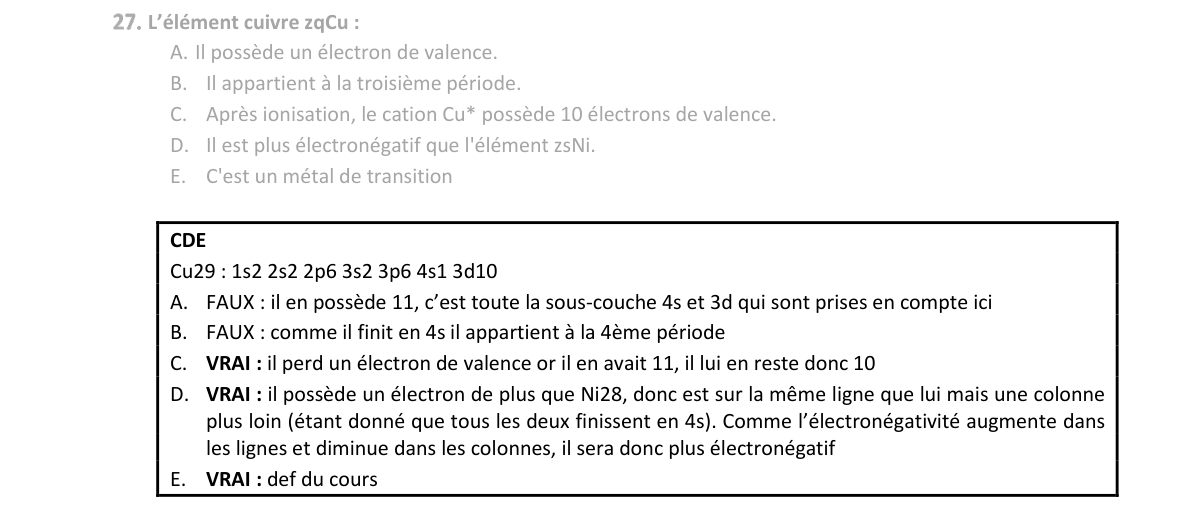 27. L’élément cuivre zqCu :
A. Il possède un électron de valence.
B. Il appartient à la troisième période.
C. Après ionisation, le cation Cu* possède 10 électrons de valence.
D. Il est plus électronégatif que l'élément zsNi.
E. C'est un métal de transition
CDE
Cu29 : 1s2 2s2 2p6 3s2 3p6 4s1 3d10
A. FAUX : il en possède 11, c’est toute la sous-couche 4s et 3d qui sont prises en compte ici
B. FAUX : comme il finit en 4s il appartient à la 4ème période
C. VRAI : il perd un électron de valence or il en avait 11, il lui en reste donc 10
D. VRAI : il possède un électron de plus que Ni28, donc est sur la même ligne que lui mais une colonne
plus loin (étant donné que tous les deux finissent en 4s). Comme l’électronégativité augmente dans
les lignes et diminue dans les colonnes, il sera donc plus électronégatif
E. VRAI : def du cours